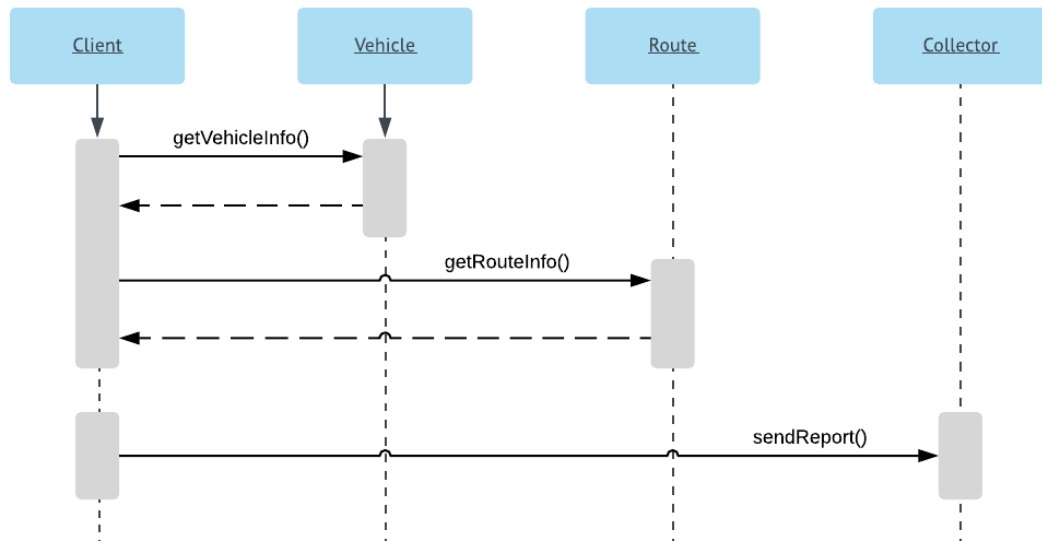 Client
Vehicle
Route
Collector
getVehicleInfo()
getRouteInfo()
sendReport()